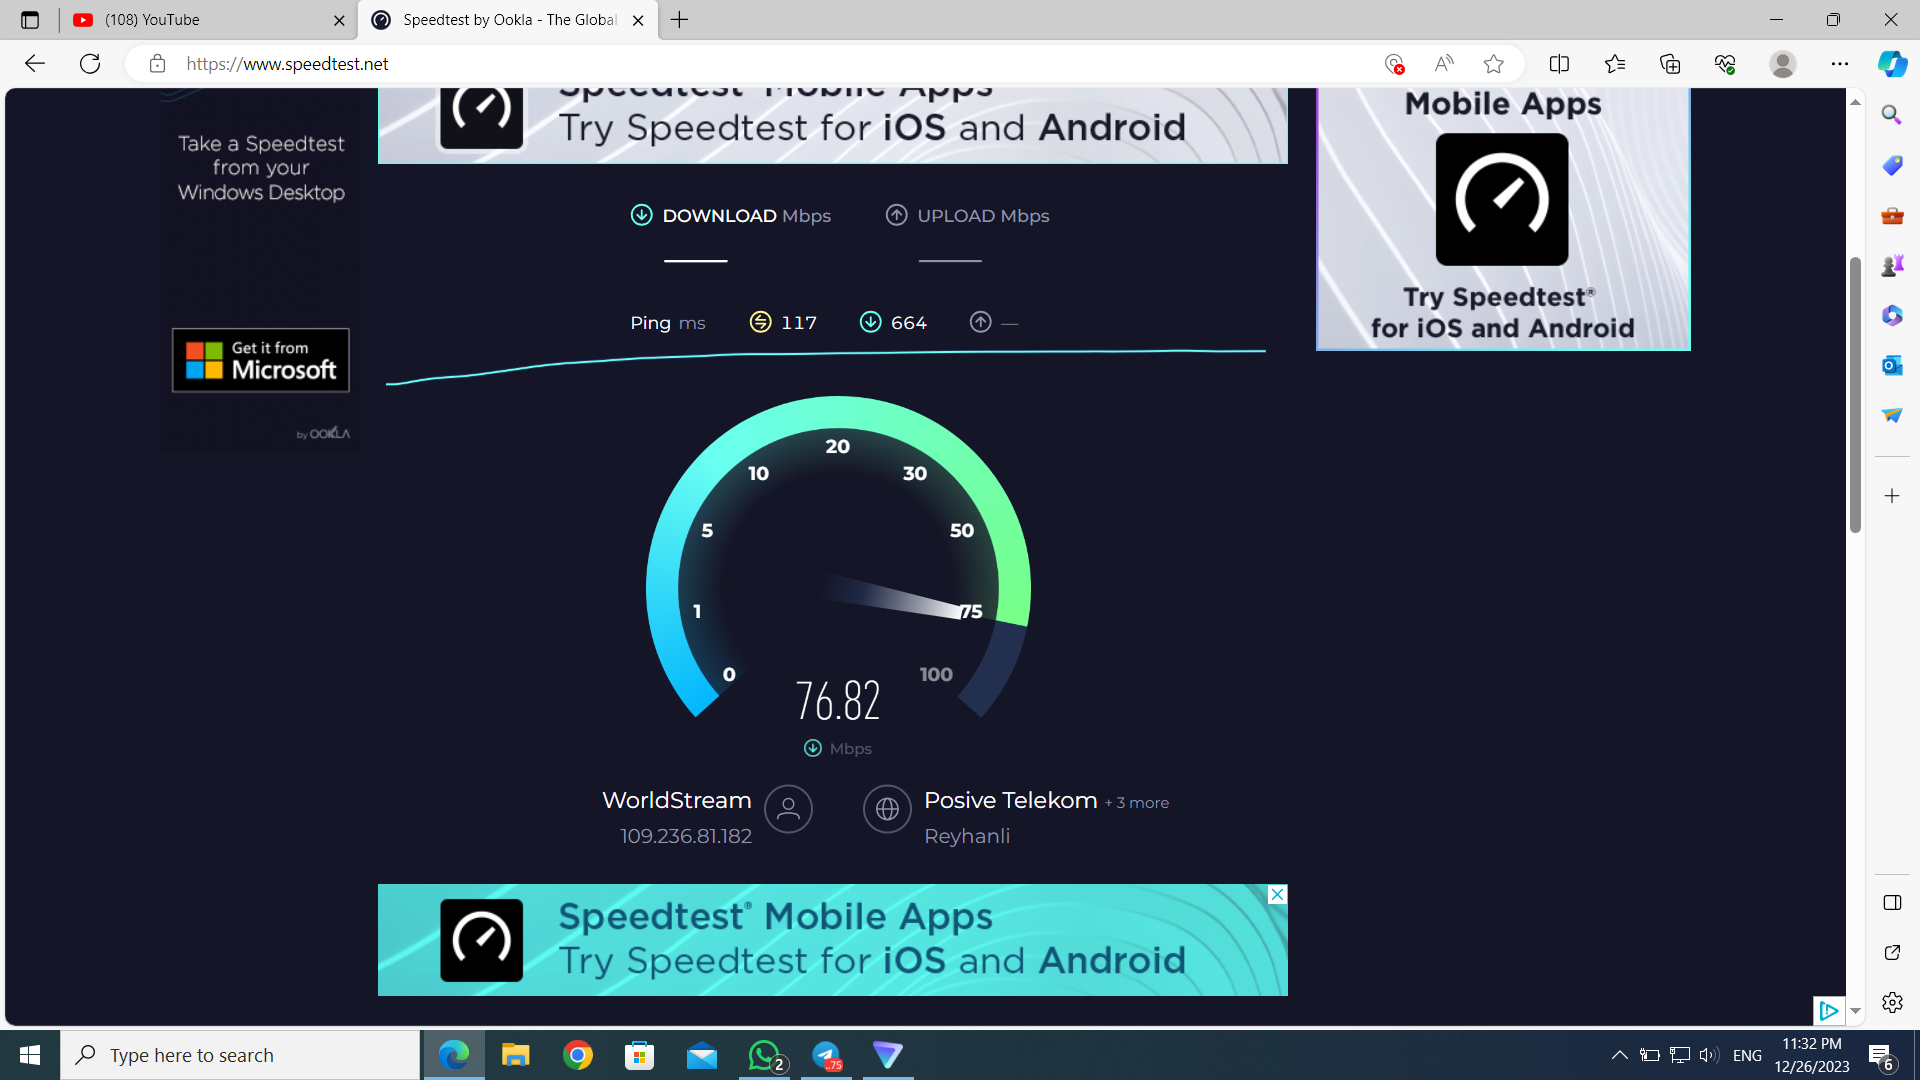 (108) YouTube
Speedtest by Ookla - The Global
https://www.speedtest.net
Take a Speedtest
from your
Windows Desktop
Get it from
Microsoft
by OOKLA
Speedtest Mobile Apps
Try Speedtest for iOS and Android
Mobile Apps
Try Speedtest®
for iOS and Android
DOWNLOAD Mbps
UPLOAD Mbps
Ping ms 117 664 —
0
1
5
10
20
30
50
75
100
76.82
Mbps
WorldStream
109.236.81.182
Posive Telekom + 3 more
Reyhanli
Speedtest® Mobile Apps
Try Speedtest for iOS and Android
Type here to search
2
..75
ENG
11:32 PM
12/26/2023
6